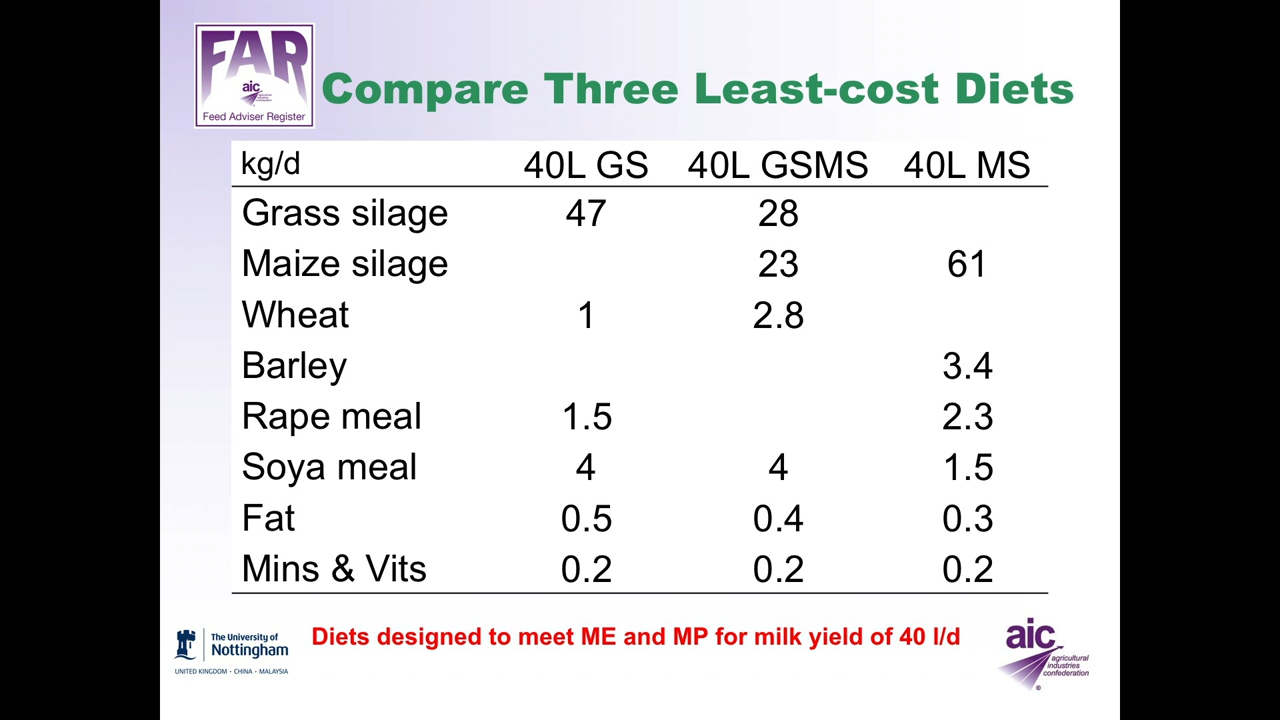 FAR
aic
agricultural
industries
confederation
Feed Adviser Register
Compare Three Least-cost Diets
kg/d 40L GS 40L GSMS 40L MS
Grass silage 47 28
Maize silage 23 61
Wheat 1 2.8
Barley 3.4
Rape meal 1.5 2.3
Soya meal 4 4 1.5
Fat 0.5 0.4 0.3
Mins & Vits 0.2 0.2 0.2
The University of
Nottingham
UNITED KINGDOM · CHINA · MALAYSIA
Diets designed to meet ME and MP for milk yield of 40 l/d
aic
agricultural
industries
confederation
®